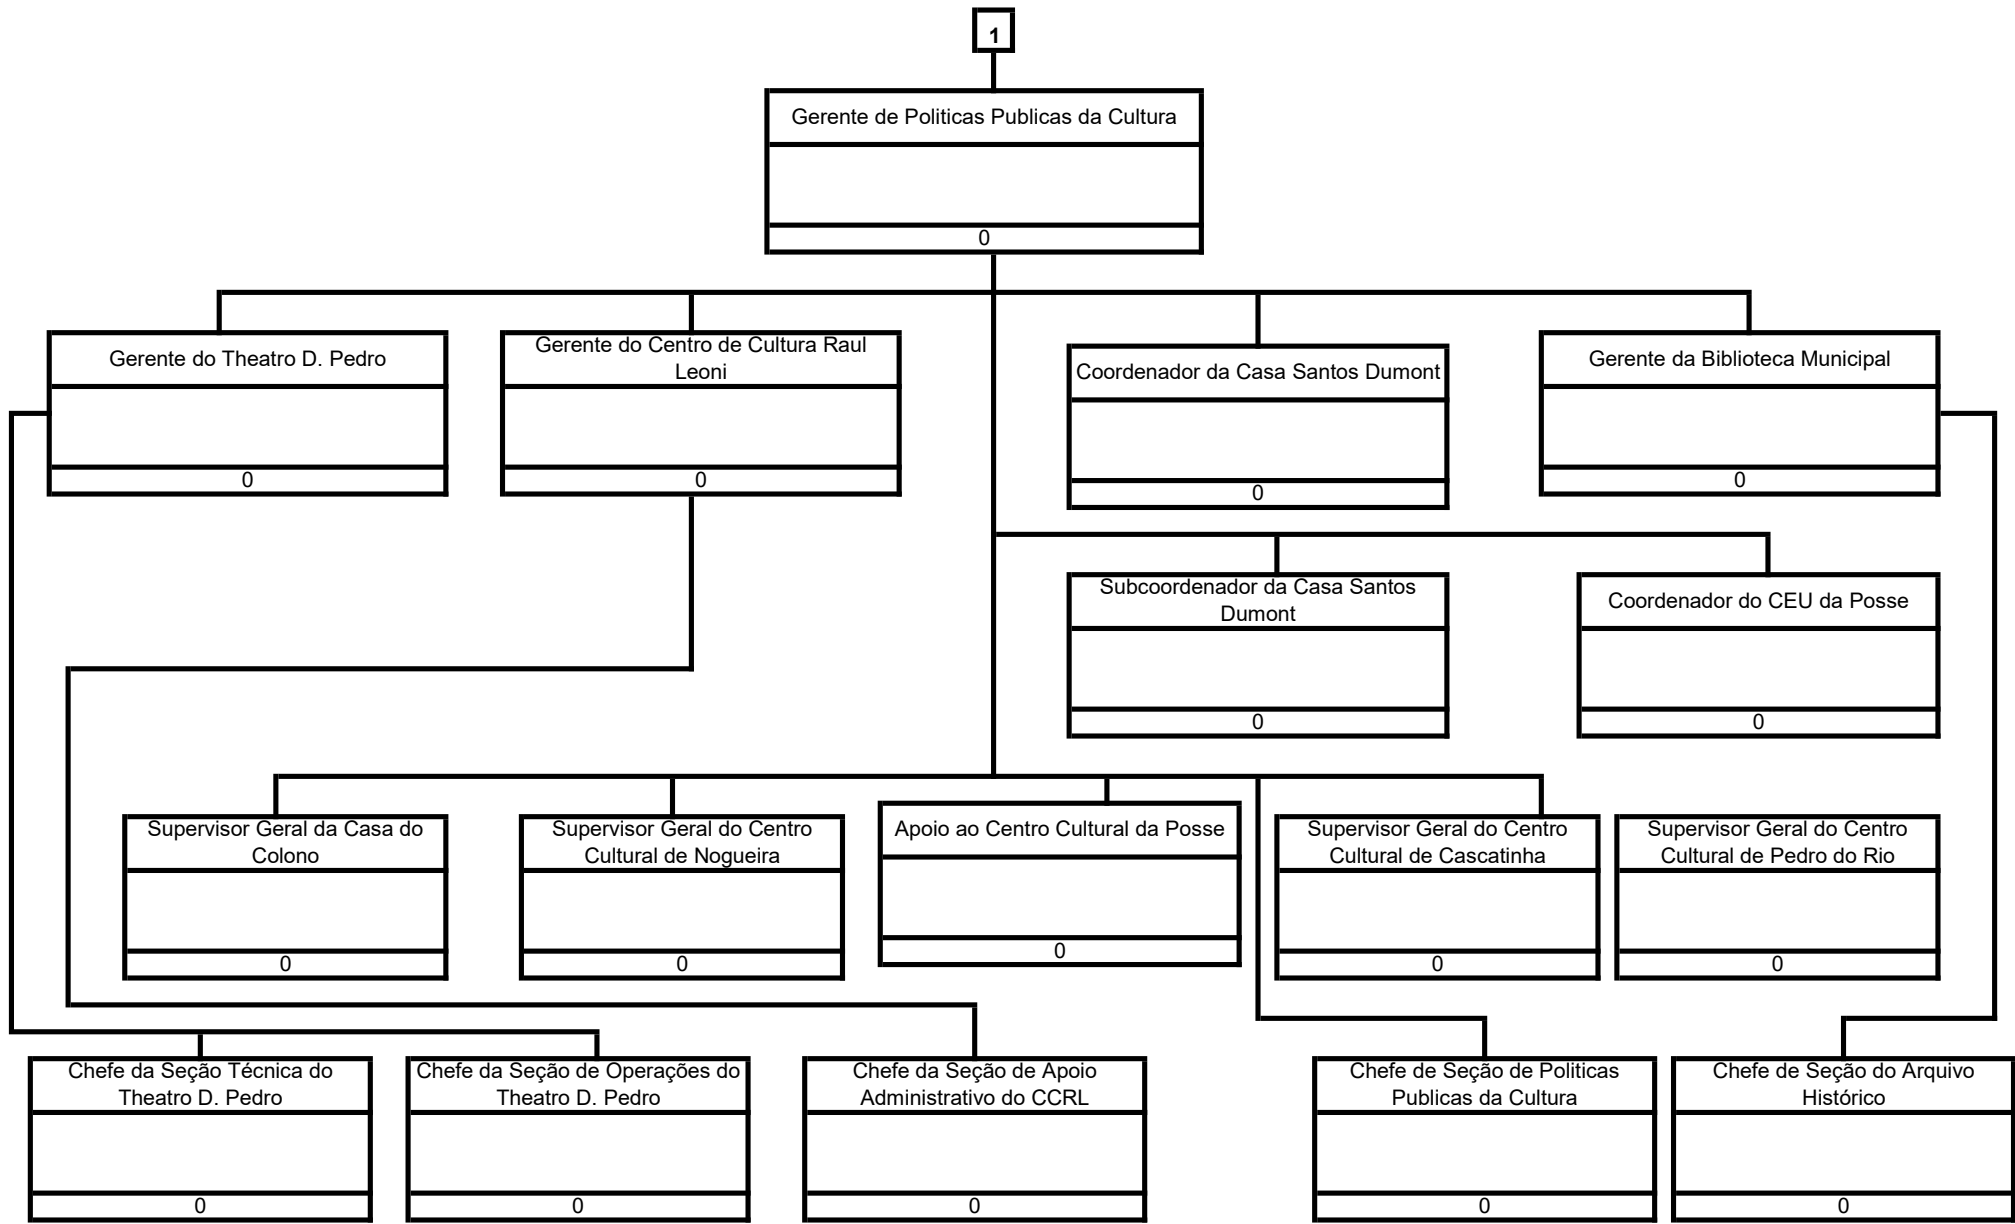 1
Gerente de Politicas Publicas da Cultura
0
Gerente do Theatro D. Pedro
0
Gerente do Centro de Cultura Raul
Leoni
0
Coordenador da Casa Santos Dumont
0
Gerente da Biblioteca Municipal
0
Subcoordenador da Casa Santos
Dumont
0
Coordenador do CEU da Posse
0
Supervisor Geral da Casa do
Colono
0
Supervisor Geral do Centro
Cultural de Nogueira
0
Apoio ao Centro Cultural da Posse
0
Supervisor Geral do Centro
Cultural de Cascatinha
0
Supervisor Geral do Centro
Cultural de Pedro do Rio
0
Chefe da Seção Técnica do
Theatro D. Pedro
0
Chefe da Seção de Operações do
Theatro D. Pedro
0
Chefe da Seção de Apoio
Administrativo do CCRL
0
Chefe de Seção de Politicas
Publicas da Cultura
0
Chefe de Seção do Arquivo
Histórico
0